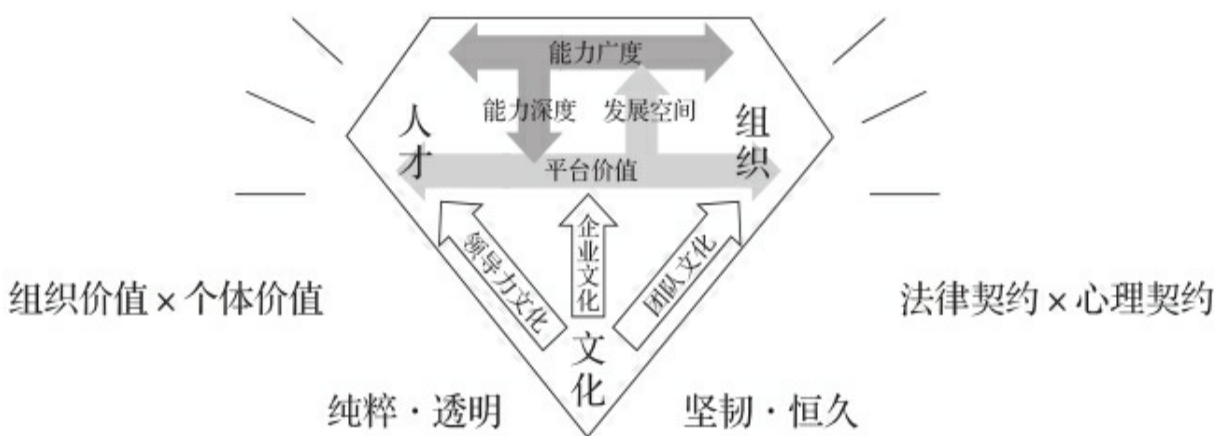 能力广度
能力深度
发展空间
人才
组织
平台价值
领导力文化
企业文化
团队文化
组织价值×个体价值
法律契约×心理契约
文化
纯粹·透明
坚韧·恒久